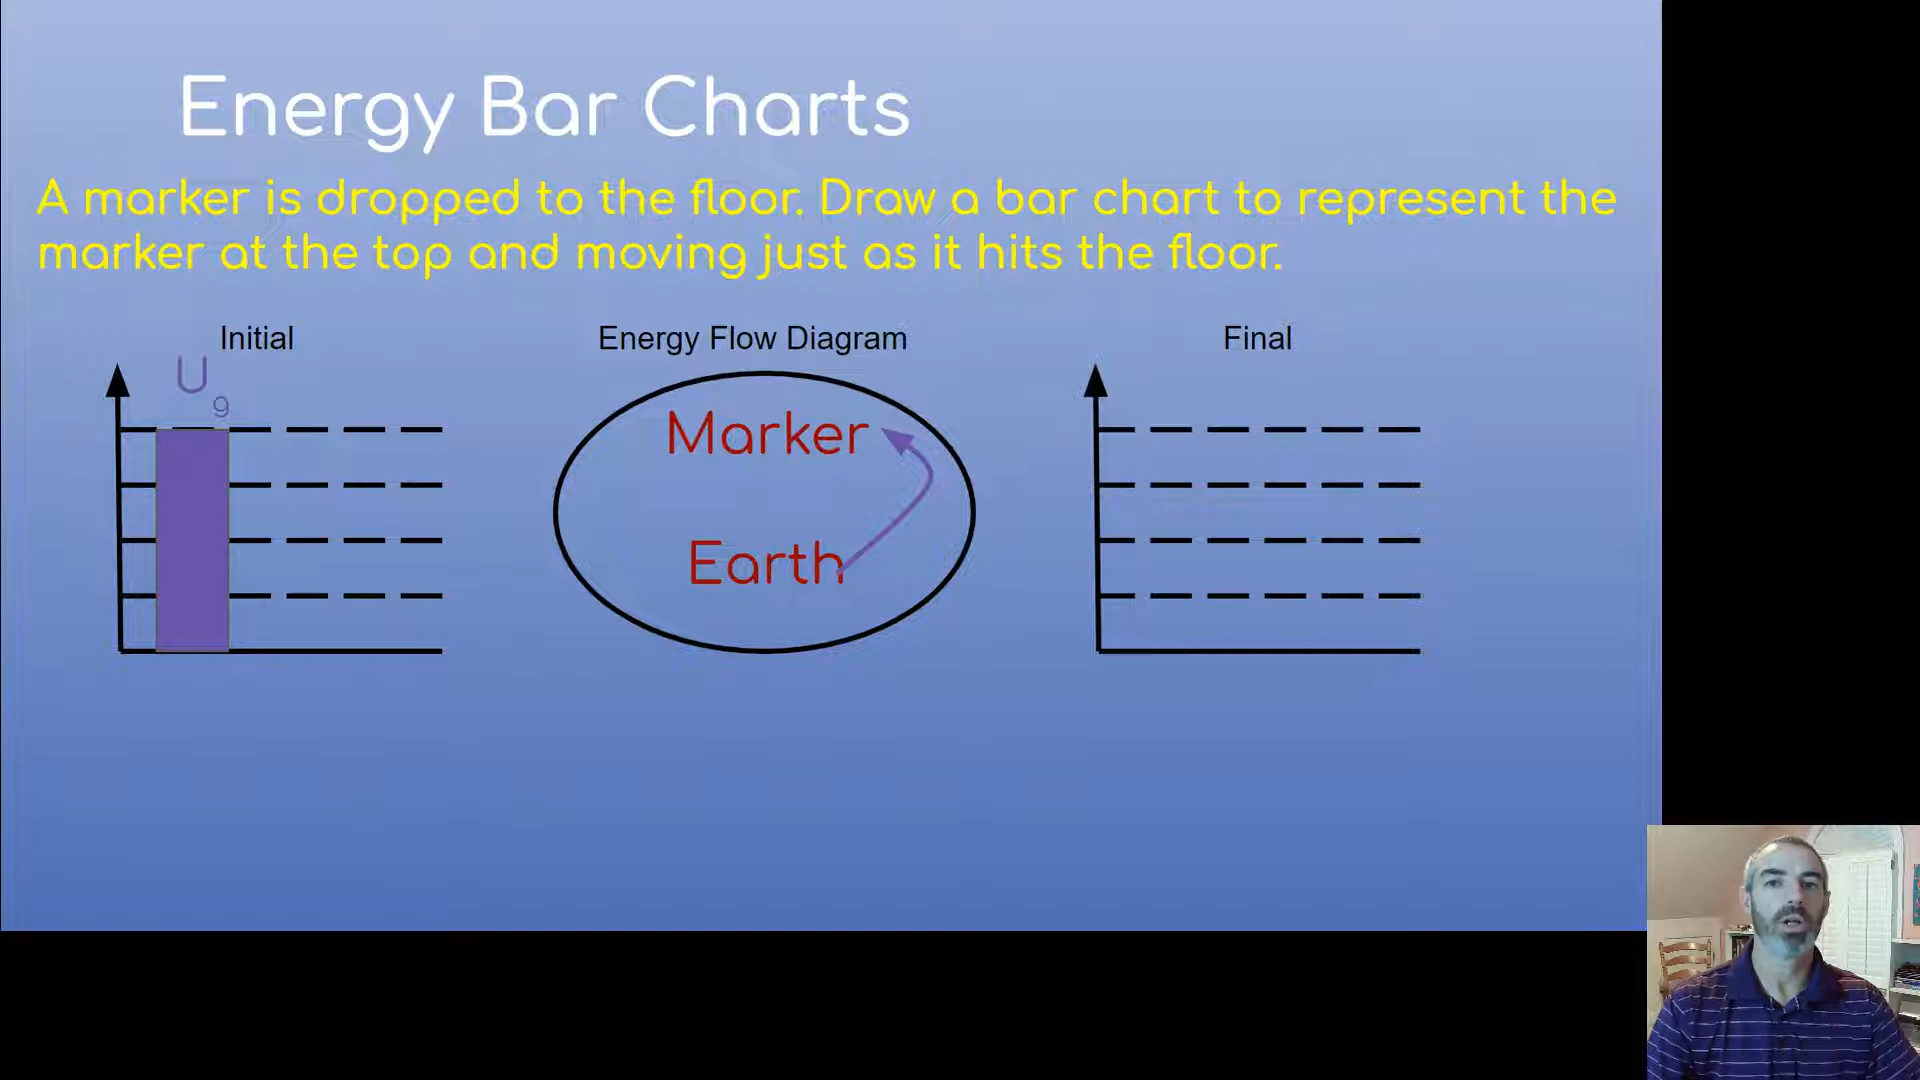 Energy Bar Charts
A marker is dropped to the floor. Draw a bar chart to represent the
marker at the top and moving just as it hits the floor.
Initial
Energy Flow Diagram
Final
Ug
Marker
Earth